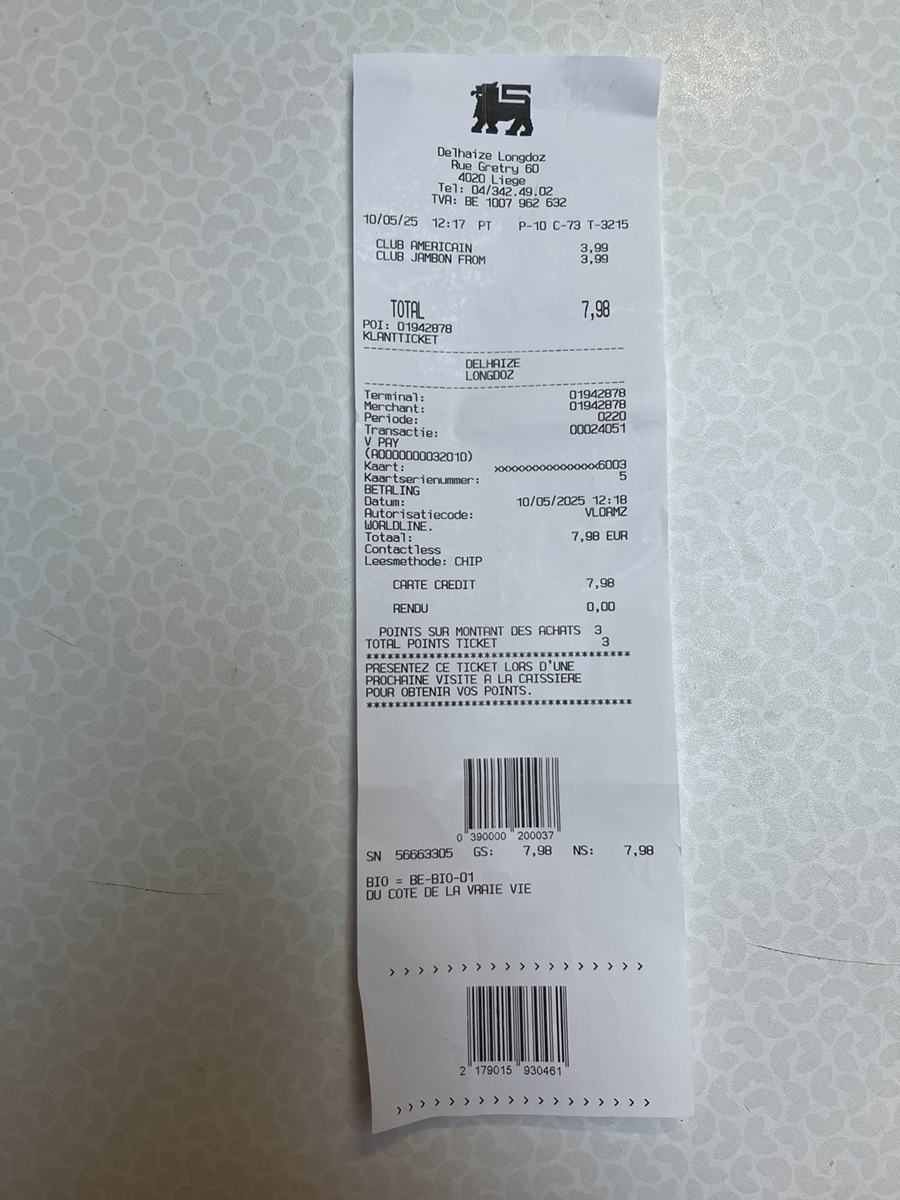 Delhaize Longdoz
Rue Gretry 60
4020 Liege
Tel: 04/342.49.02
TVA: BE 1007 962 632
10/05/25 12:17 PT P-10 C-73 T-3215
CLUB AMERICAIN 3,99
CLUB JAMBON FROM 3,99
TOTAL 7,98
POI: 01942878
KLANTTICKET
------------------------------------
DELHAIZE
LONGDOZ
------------------------------------
Terminal: 01942878
Merchant: 01942878
Periode: 0220
Transactie: 00024051
V PAY
(A0000000032010)
Kaart: xxxxxxxxxxxxxxx6003
Kaartserienummer: 5
BETALING
Datum: 10/05/2025 12:18
Autorisatiecode: VLORMZ
WORLDLINE.
Totaal: 7,98 EUR
Contactless
Leesmethode: CHIP
CARTE CREDIT 7,98
RENDU 0,00
POINTS SUR MONTANT DES ACHATS 3
TOTAL POINTS TICKET 3
*************************************
PRESENTEZ CE TICKET LORS D'UNE
PROCHAINE VISITE A LA CAISSIERE
POUR OBTENIR VOS POINTS.
*************************************
0 390000 200037
SN 56663305 GS: 7,98 NS: 7,98
BIO = BE-BIO-01
DU COTE DE LA VRAIE VIE
> > > > > > > > > > > > > > > > > >
2 179015 930461
> > > > > > > > > > > > > > > > > >